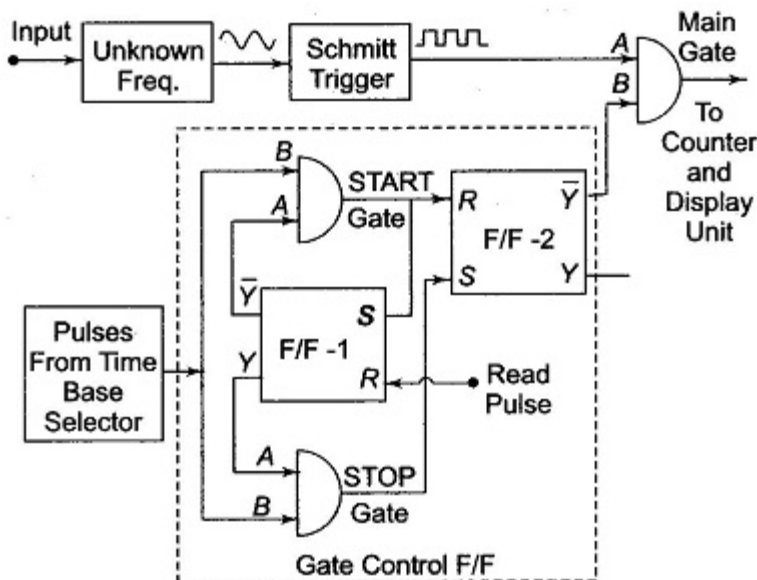 Input
Unknown
Freq.
Schmitt
Trigger
A
B
Main
Gate
To
Counter
and
Display
Unit
B
A
START
Gate
R
S
F/F -2
Y̅
Y
Y̅
Y
F/F -1
S
R
Read
Pulse
Pulses
From Time
Base
Selector
A
B
STOP
Gate
Gate Control F/F